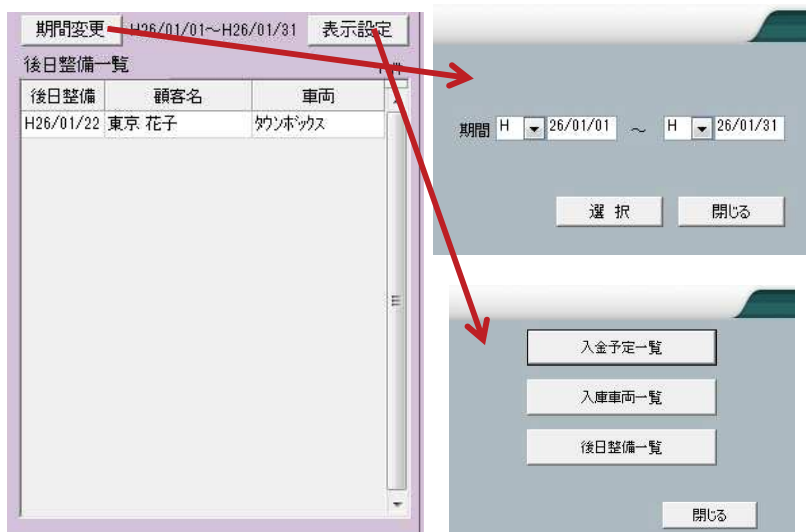 期間変更 H26/01/01～H26/01/31 表示設定
後日整備一覧
後日整備 顧客名 車両
H26/01/22 東京 花子 ﾀｳﾝﾎﾞｯｸｽ
期間 H 26/01/01 ～ H 26/01/31
選 択 閉じる
入金予定一覧
入庫車両一覧
後日整備一覧
閉じる